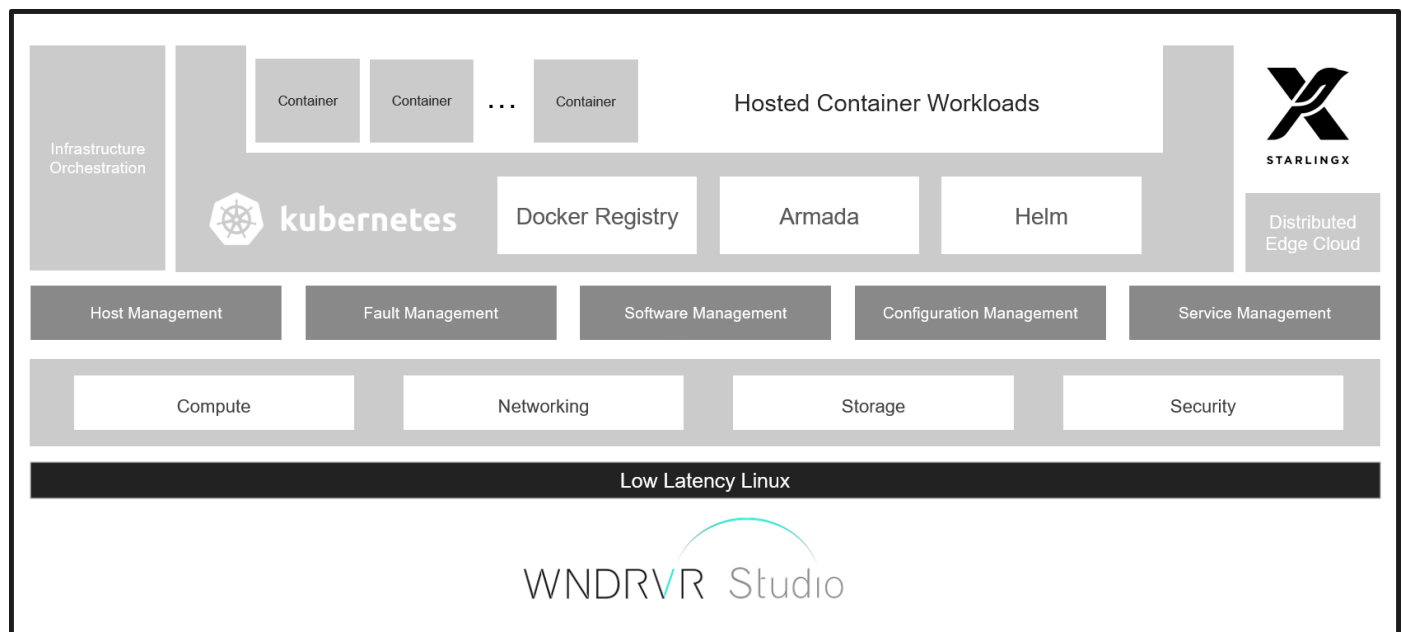 Container
Container
...
Container
Hosted Container Workloads
Infrastructure
Orchestration
STARLINGX
kubernetes
Docker Registry
Armada
Helm
Distributed
Edge Cloud
Host Management
Fault Management
Software Management
Configuration Management
Service Management
Compute
Networking
Storage
Security
Low Latency Linux
WNDRVR Studio